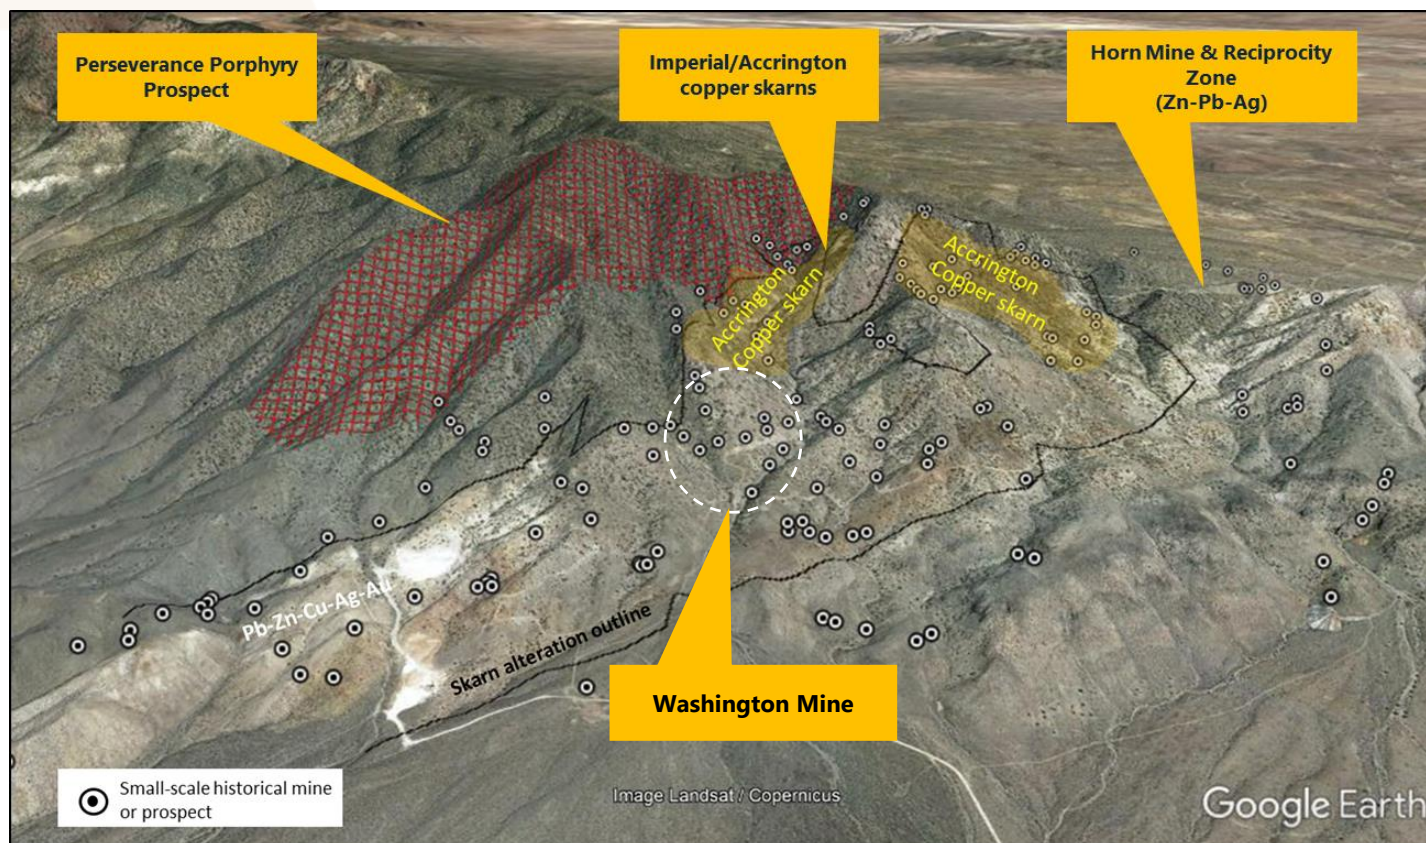 Perseverance Porphyry
Prospect
Imperial/Accrington
copper skarns
Horn Mine & Reciprocity
Zone
(Zn-Pb-Ag)
Accrington
Copper skarn
Accrington
Copper skarn
Pb-Zn-Cu-Ag-Au
Skarn alteration outline
Washington Mine
Small-scale historical mine
or prospect
Image Landsat / Copernicus
Google Earth